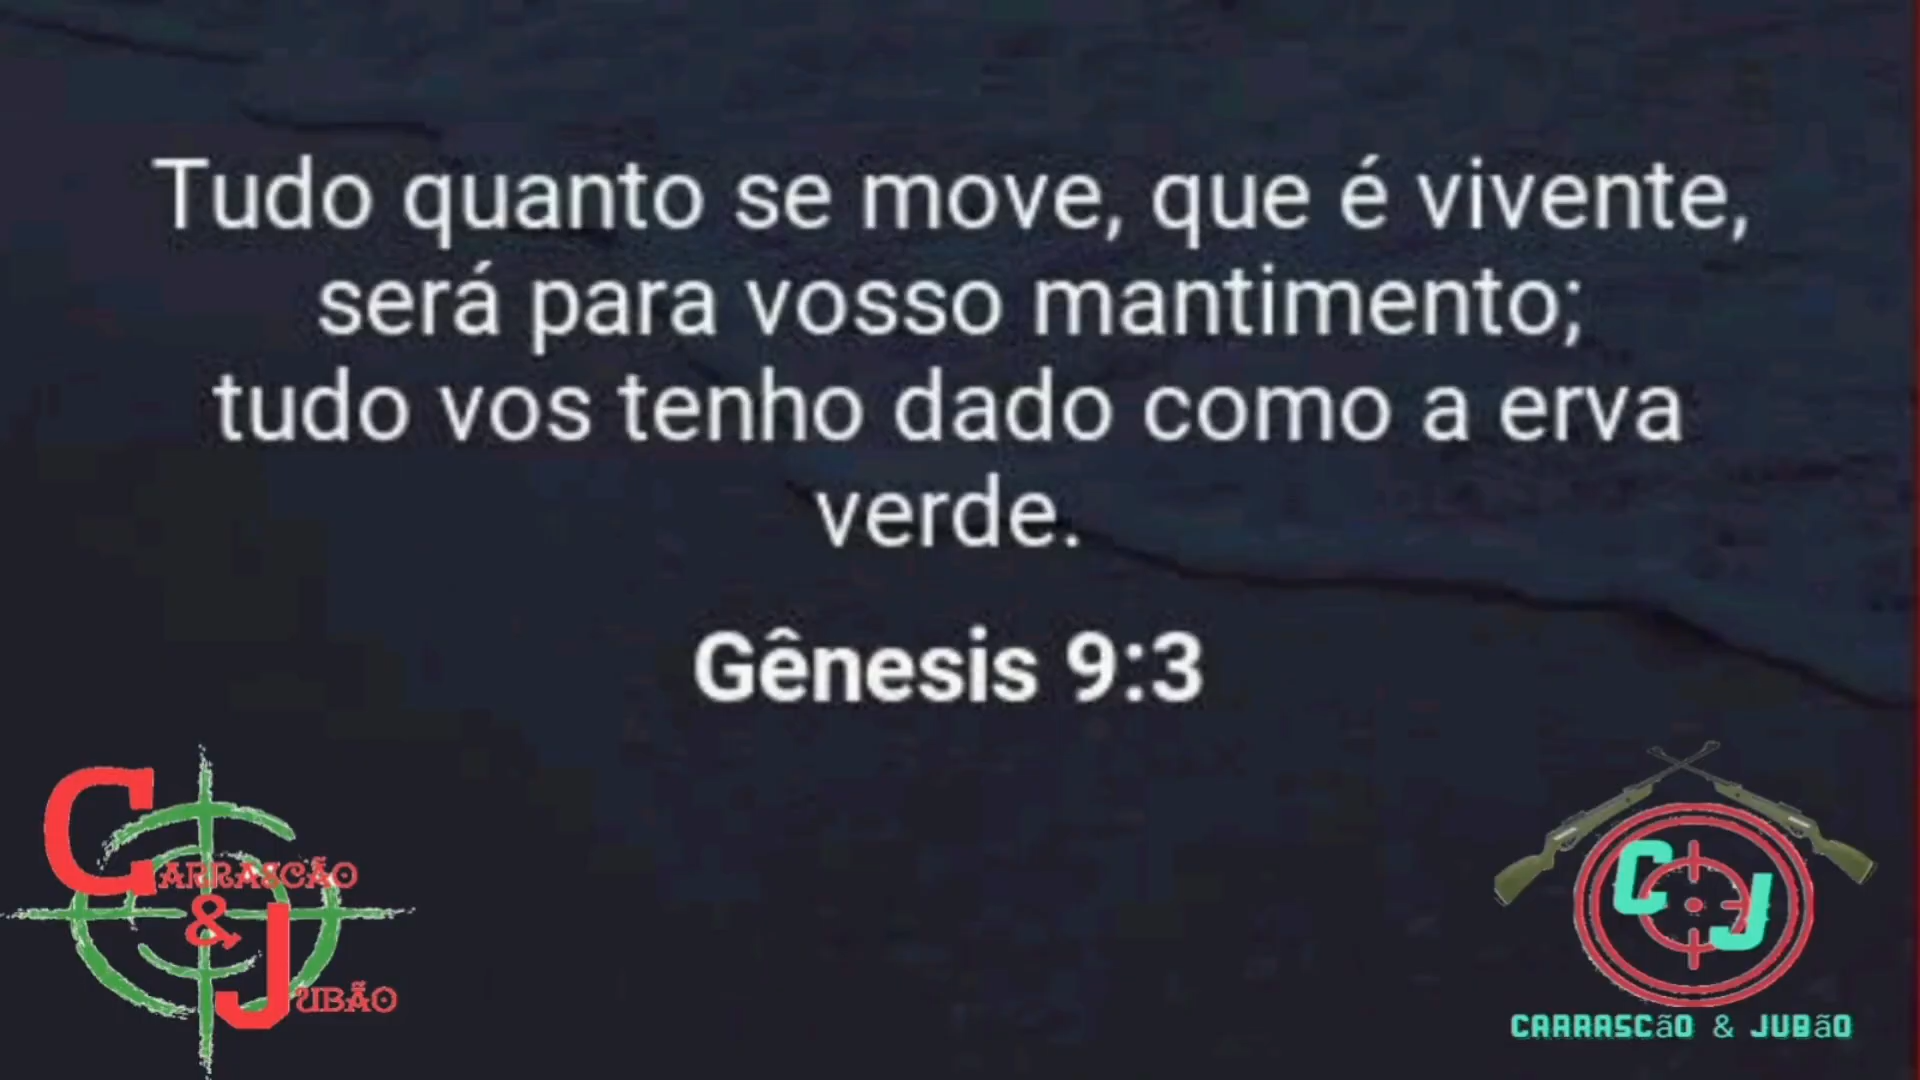 Tudo quanto se move, que é vivente,
será para vosso mantimento;
tudo vos tenho dado como a erva
verde.
Gênesis 9:3
CARRASCÃO
&
JUBÃO
CJ
CARRASCãO & JUBãO